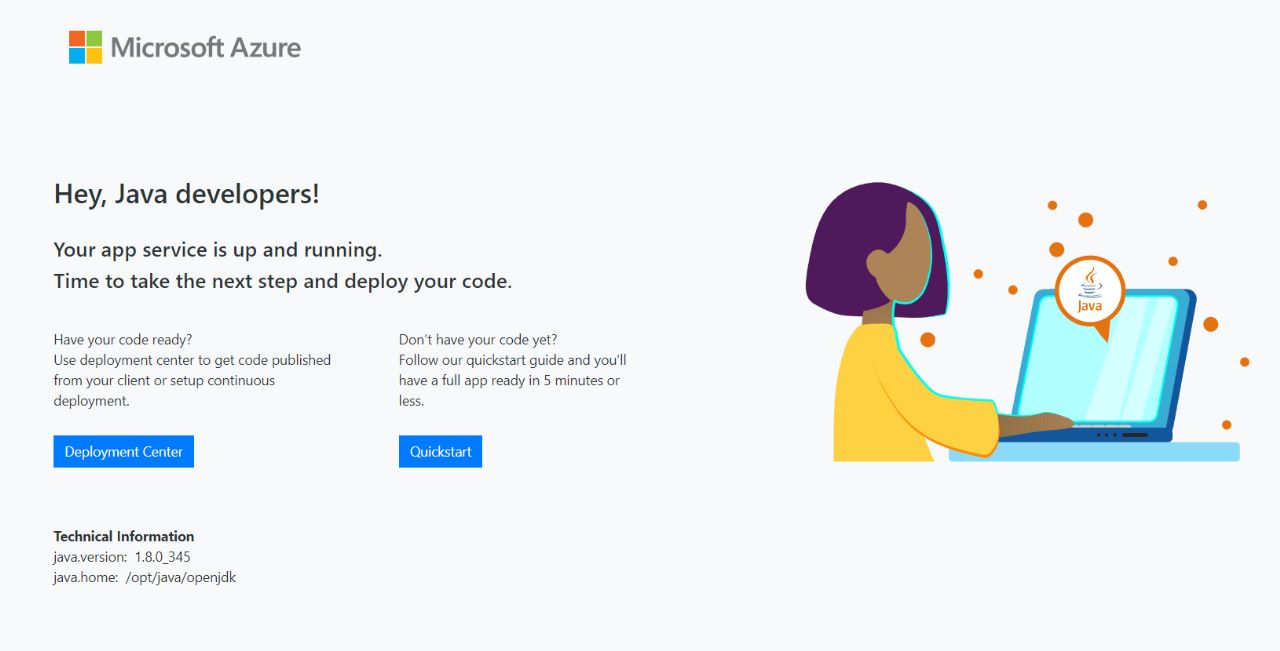 Microsoft Azure
Hey, Java developers!
Your app service is up and running.
Time to take the next step and deploy your code.
Have your code ready?
Use deployment center to get code published
from your client or setup continuous
deployment.
Deployment Center
Don't have your code yet?
Follow our quickstart guide and you'll
have a full app ready in 5 minutes or
less.
Quickstart
Technical Information
java.version: 1.8.0_345
java.home: /opt/java/openjdk
Java